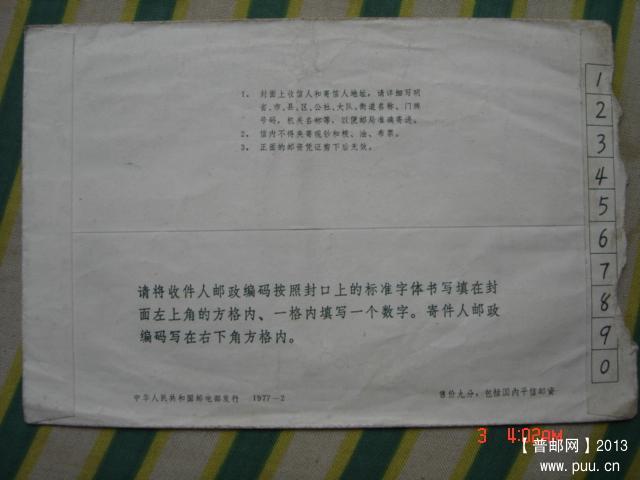 1、封面上收信人和寄信人地址，请详细写明
省、市、县、区、公社、大队、街道名称、门牌
号码，机关名称等，以便邮局准确寄递。
2、信内不得夹寄现钞和粮、油、布票。
3、正面的邮资凭证剪下后无效。
请将收件人邮政编码按照封口上的标准字体书写填在封
面左上角的方格内、一格内填写一个数字。寄件人邮政
编码写在右下角方格内。
中华人民共和国邮电部发行 1977—2
售价九分，包括国内平信邮资
1
2
3
4
5
6
7
8
9
0
3 4:02AM
【普邮网】2013
www.puu.cn